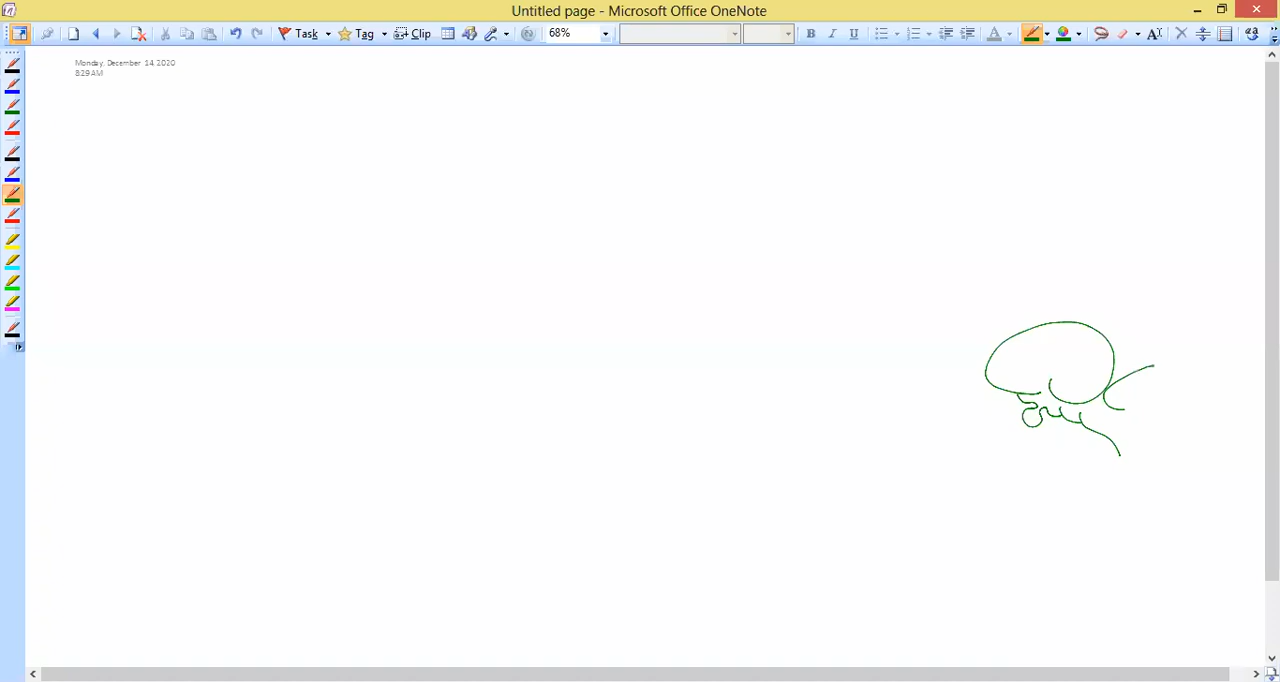 Untitled page - Microsoft Office OneNote
Task Tag Clip 68% B I U
Monday, December 14, 2020
8:29 AM